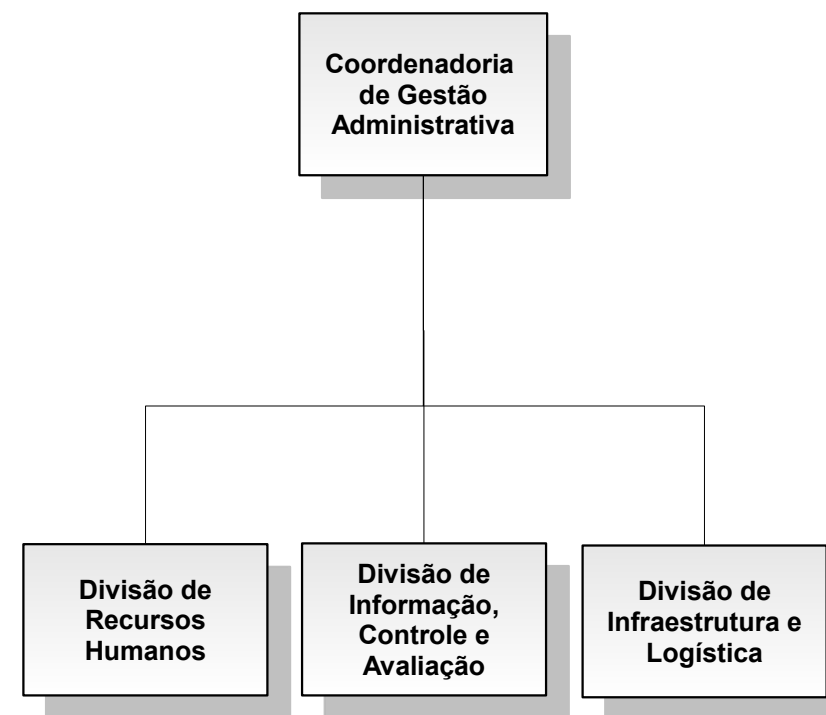 Coordenadoria
de Gestão
Administrativa
Divisão de
Recursos
Humanos
Divisão de
Informação,
Controle e
Avaliação
Divisão de
Infraestrutura e
Logística